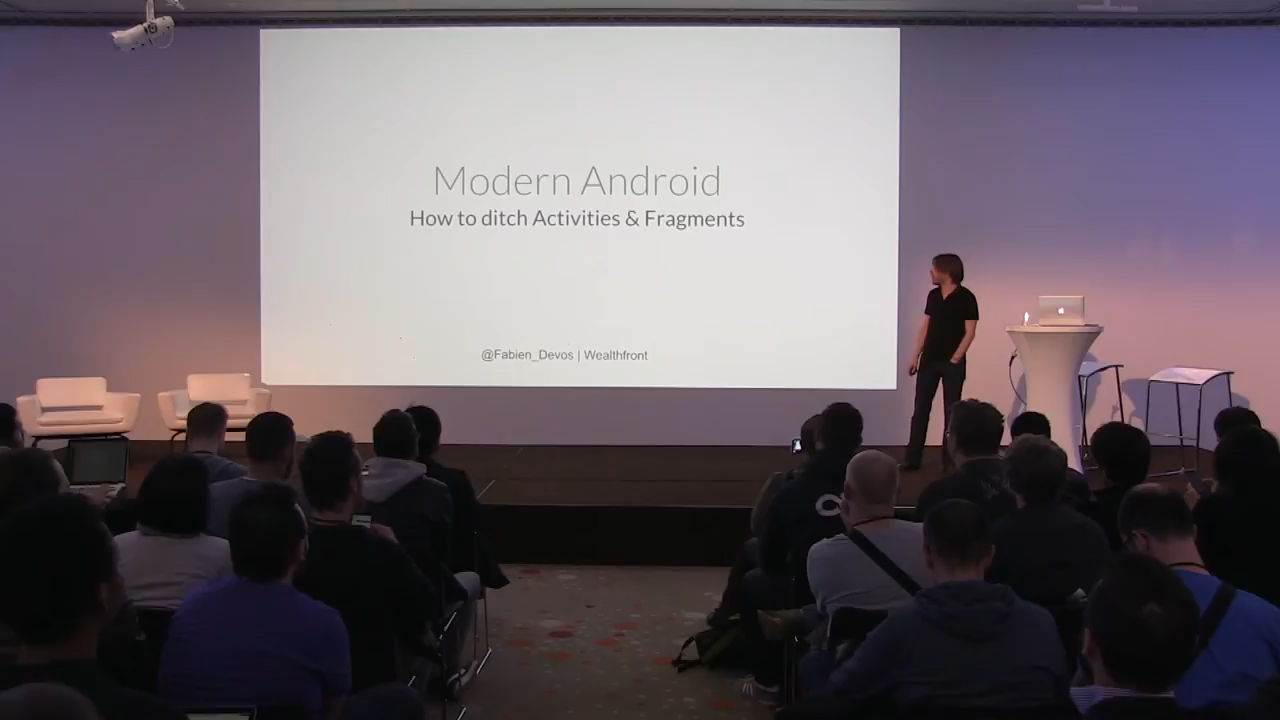 Modern Android
How to ditch Activities & Fragments
@Fabien_Devos | Wealthfront